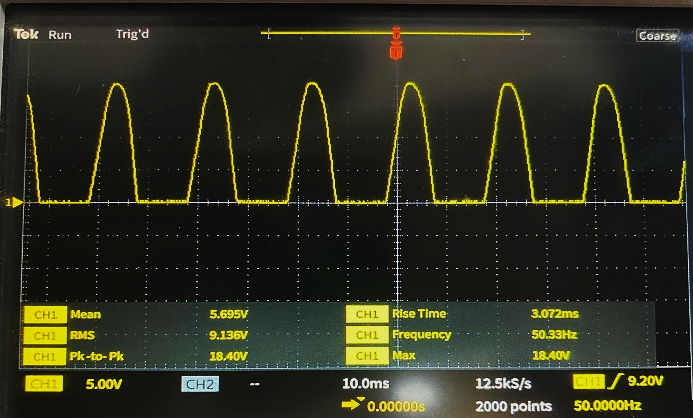 Tek Run Trig'd Coarse
1
CH1 Mean 5.695V CH1 Rise Time 3.072ms
CH1 RMS 9.136V CH1 Frequency 50.33Hz
CH1 Pk-to-Pk 18.40V CH1 Max 18.40V
CH1 5.00V CH2 -- 10.0ms 12.5kS/s CH1 9.20V
0.00000s 2000 points 50.0000Hz